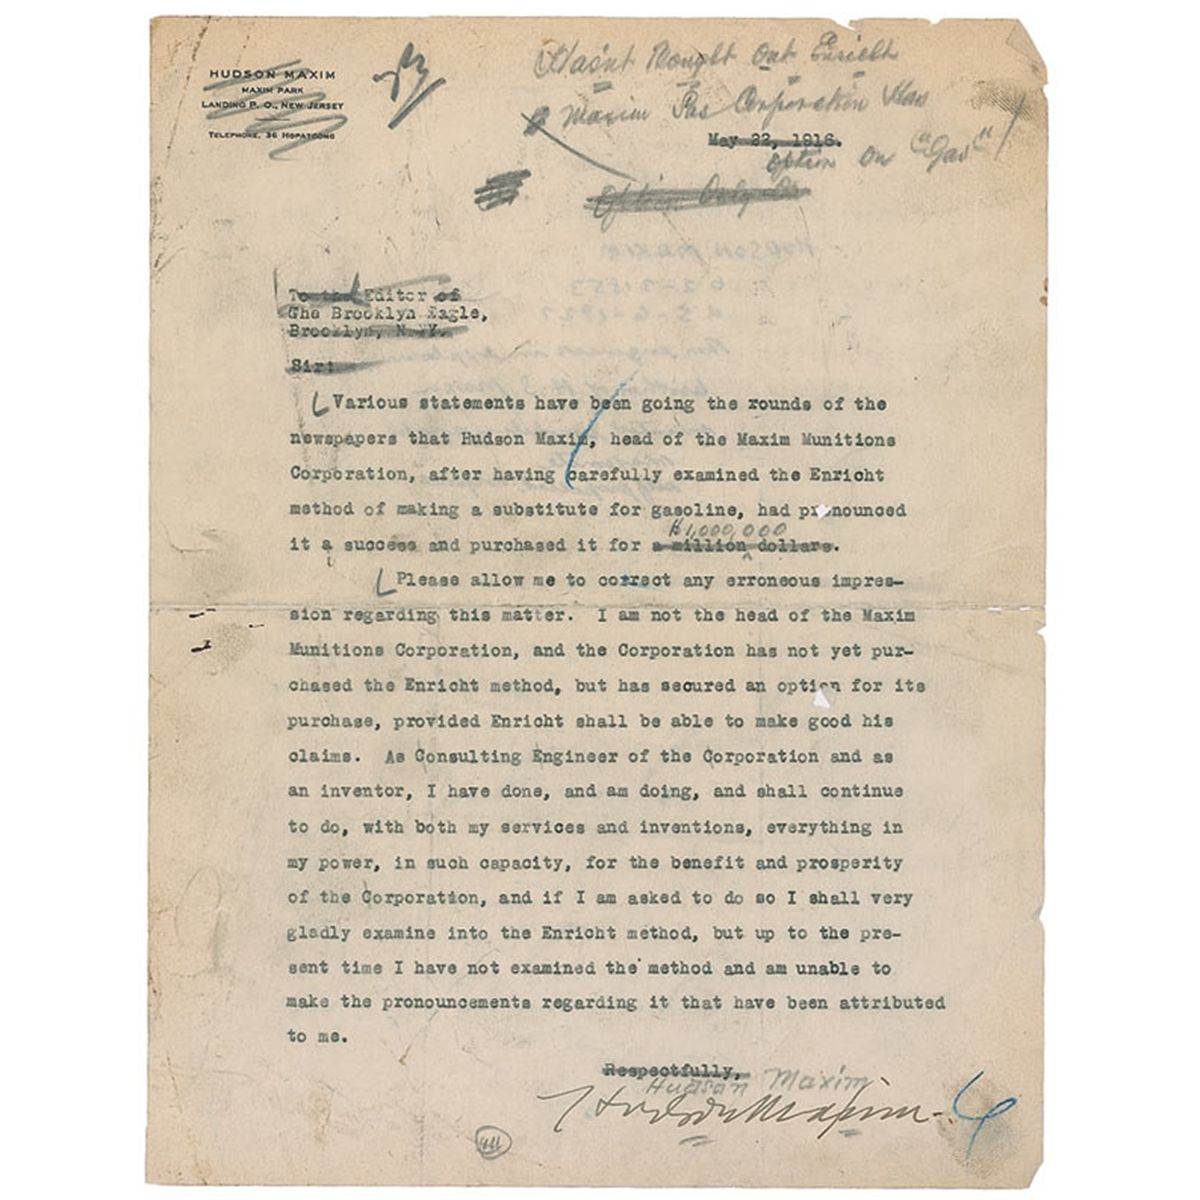 HUDSON MAXIM
MAXIM PARK
LANDING P. O., NEW JERSEY
TELEPHONE, 36 HOPATCONG
Hasn't Bought Out Enricht
Maxim Corporation Has
May 22, 1916.
option on "Gas"
Option Only
To the Editor of
The Brooklyn Eagle,
Brooklyn, N. Y.
Sir:
Various statements have been going the rounds of the
newspapers that Hudson Maxim, head of the Maxim Munitions
Corporation, after having carefully examined the Enricht
method of making a substitute for gasoline, had pronounced
$1,000,000
it a success and purchased it for a million dollars.
Please allow me to correct any erroneous impres-
sion regarding this matter. I am not the head of the Maxim
Munitions Corporation, and the Corporation has not yet pur-
chased the Enricht method, but has secured an option for its
purchase, provided Enricht shall be able to make good his
claims. As Consulting Engineer of the Corporation and as
an inventor, I have done, and am doing, and shall continue
to do, with both my services and inventions, everything in
my power, in such capacity, for the benefit and prosperity
of the Corporation, and if I am asked to do so I shall very
gladly examine into the Enricht method, but up to the pre-
sent time I have not examined the method and am unable to
make the pronouncements regarding it that have been attributed
to me.
Respectfully,
Hudson Maxim
Hudson Maxim